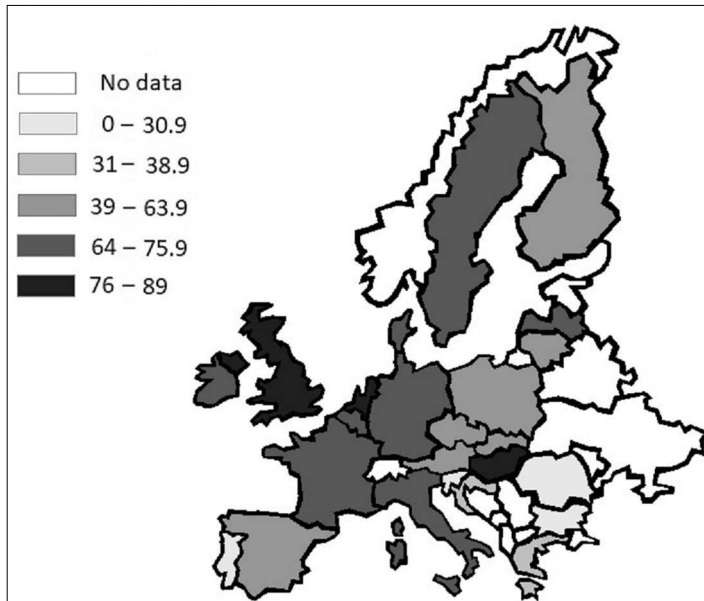 No data
0 – 30.9
31 – 38.9
39 – 63.9
64 – 75.9
76 – 89